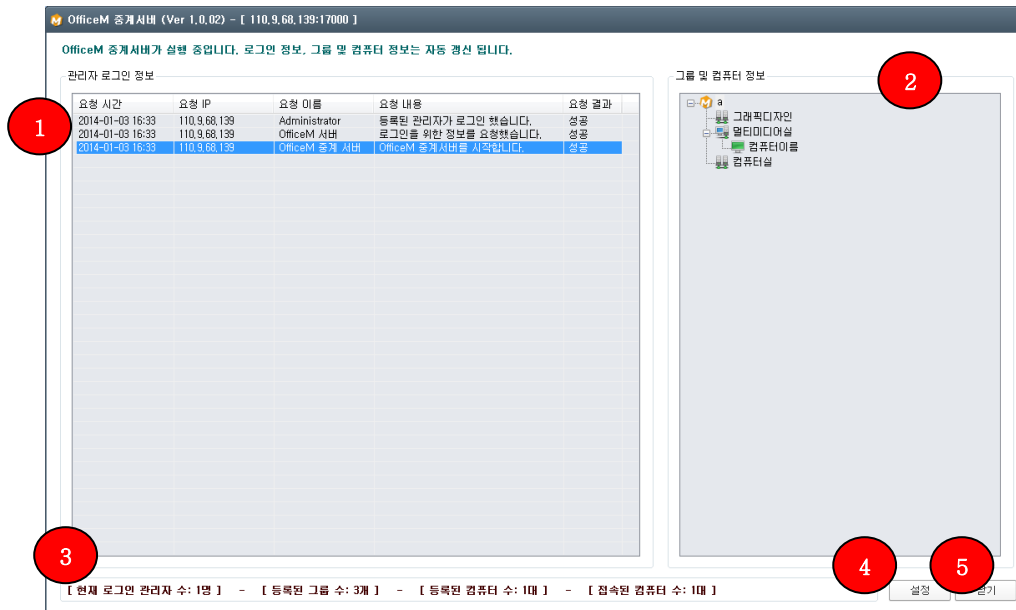 OfficeM 중계서버 (Ver 1.0.02) - [ 110.9.68.139:17000 ]
OfficeM 중계서버가 실행 중입니다. 로그인 정보, 그룹 및 컴퓨터 정보는 자동 갱신 됩니다.
관리자 로그인 정보
요청 시간 요청 IP 요청 이름 요청 내용 요청 결과
2014-01-03 16:33 110.9.68.139 Administrator 등록된 관리자가 로그인 했습니다. 성공
2014-01-03 16:33 110.9.68.139 OfficeM 서버 로그인을 위한 정보를 요청했습니다. 성공
2014-01-03 16:33 110.9.68.139 OfficeM 중계 서버 OfficeM 중계서버를 시작합니다. 성공
1
그룹 및 컴퓨터 정보
2
a
그래픽디자인
멀티미디어실
컴퓨터이름
컴퓨터실
3
4
5
[ 현재 로그인 관리자 수: 1명 ] - [ 등록된 그룹 수: 3개 ] - [ 등록된 컴퓨터 수: 1대 ] - [ 접속된 컴퓨터 수: 1대 ]
설정
닫기